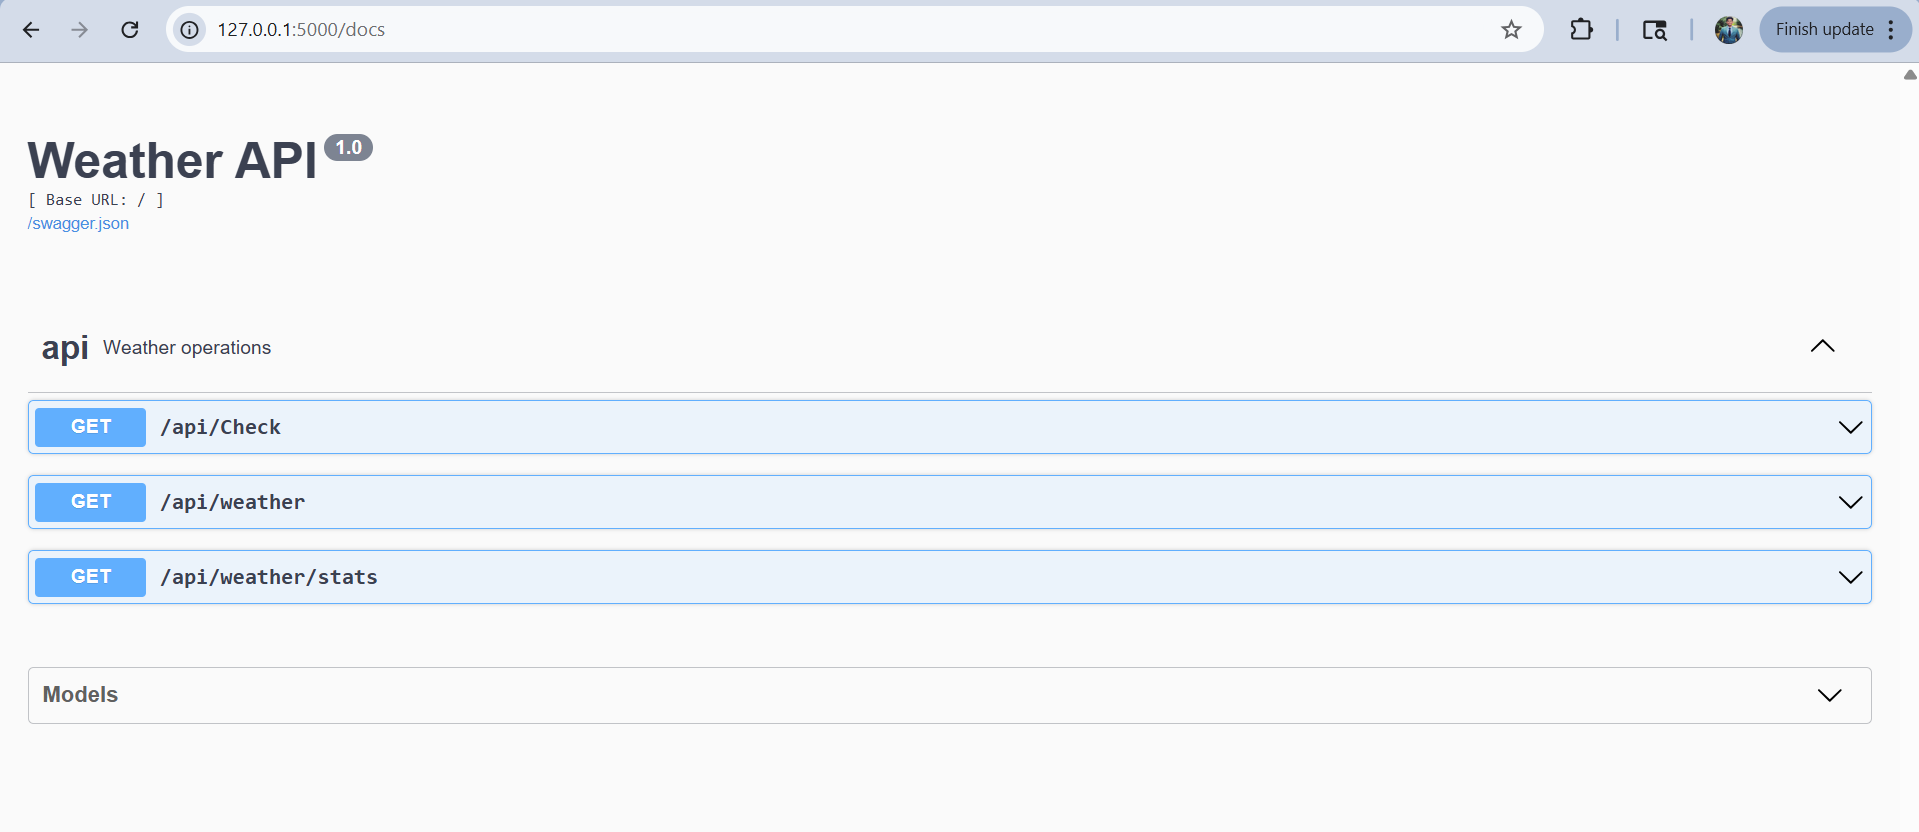 127.0.0.1:5000/docs
Finish update
Weather API 1.0
[ Base URL: / ]
/swagger.json
api Weather operations
GET /api/Check
GET /api/weather
GET /api/weather/stats
Models